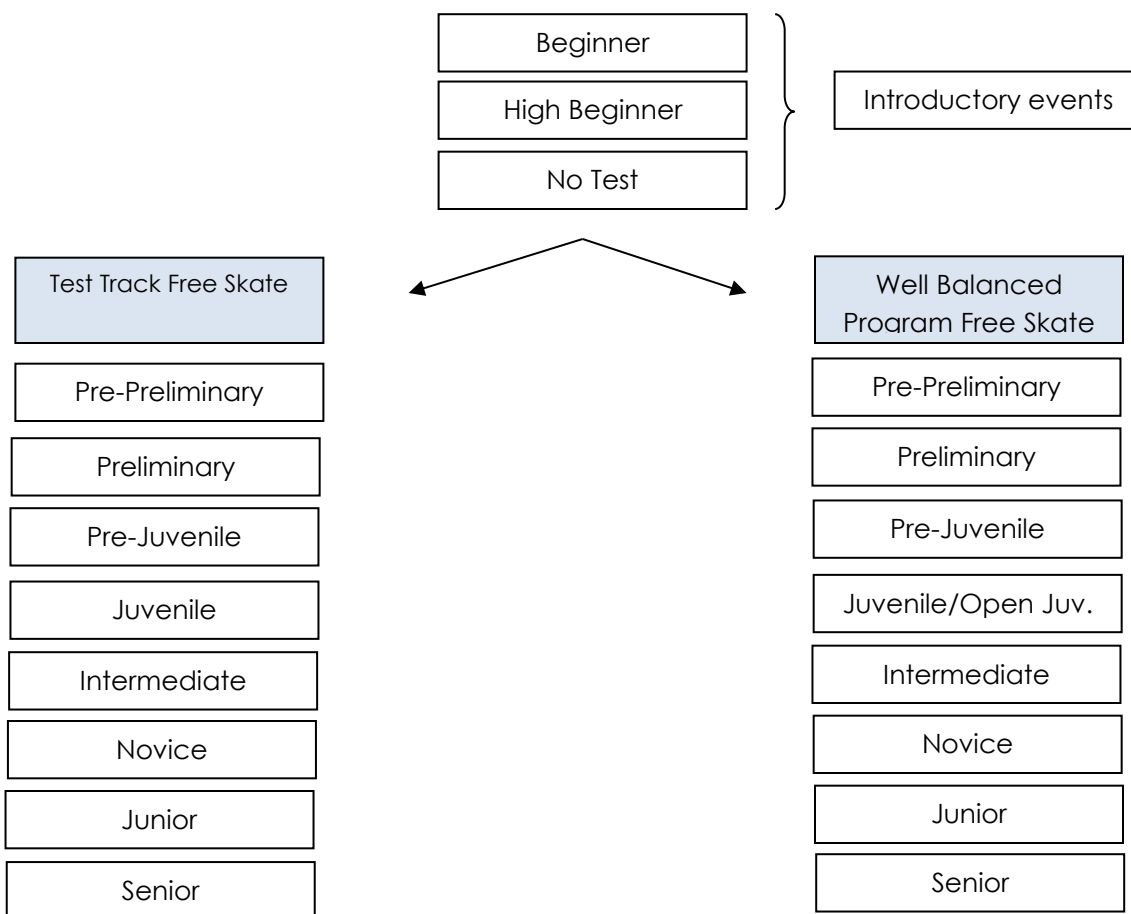 Beginner
High Beginner
No Test
Introductory events
Test Track Free Skate
Pre-Preliminary
Preliminary
Pre-Juvenile
Juvenile
Intermediate
Novice
Junior
Senior
Well Balanced
Program Free Skate
Pre-Preliminary
Preliminary
Pre-Juvenile
Juvenile/Open Juv.
Intermediate
Novice
Junior
Senior